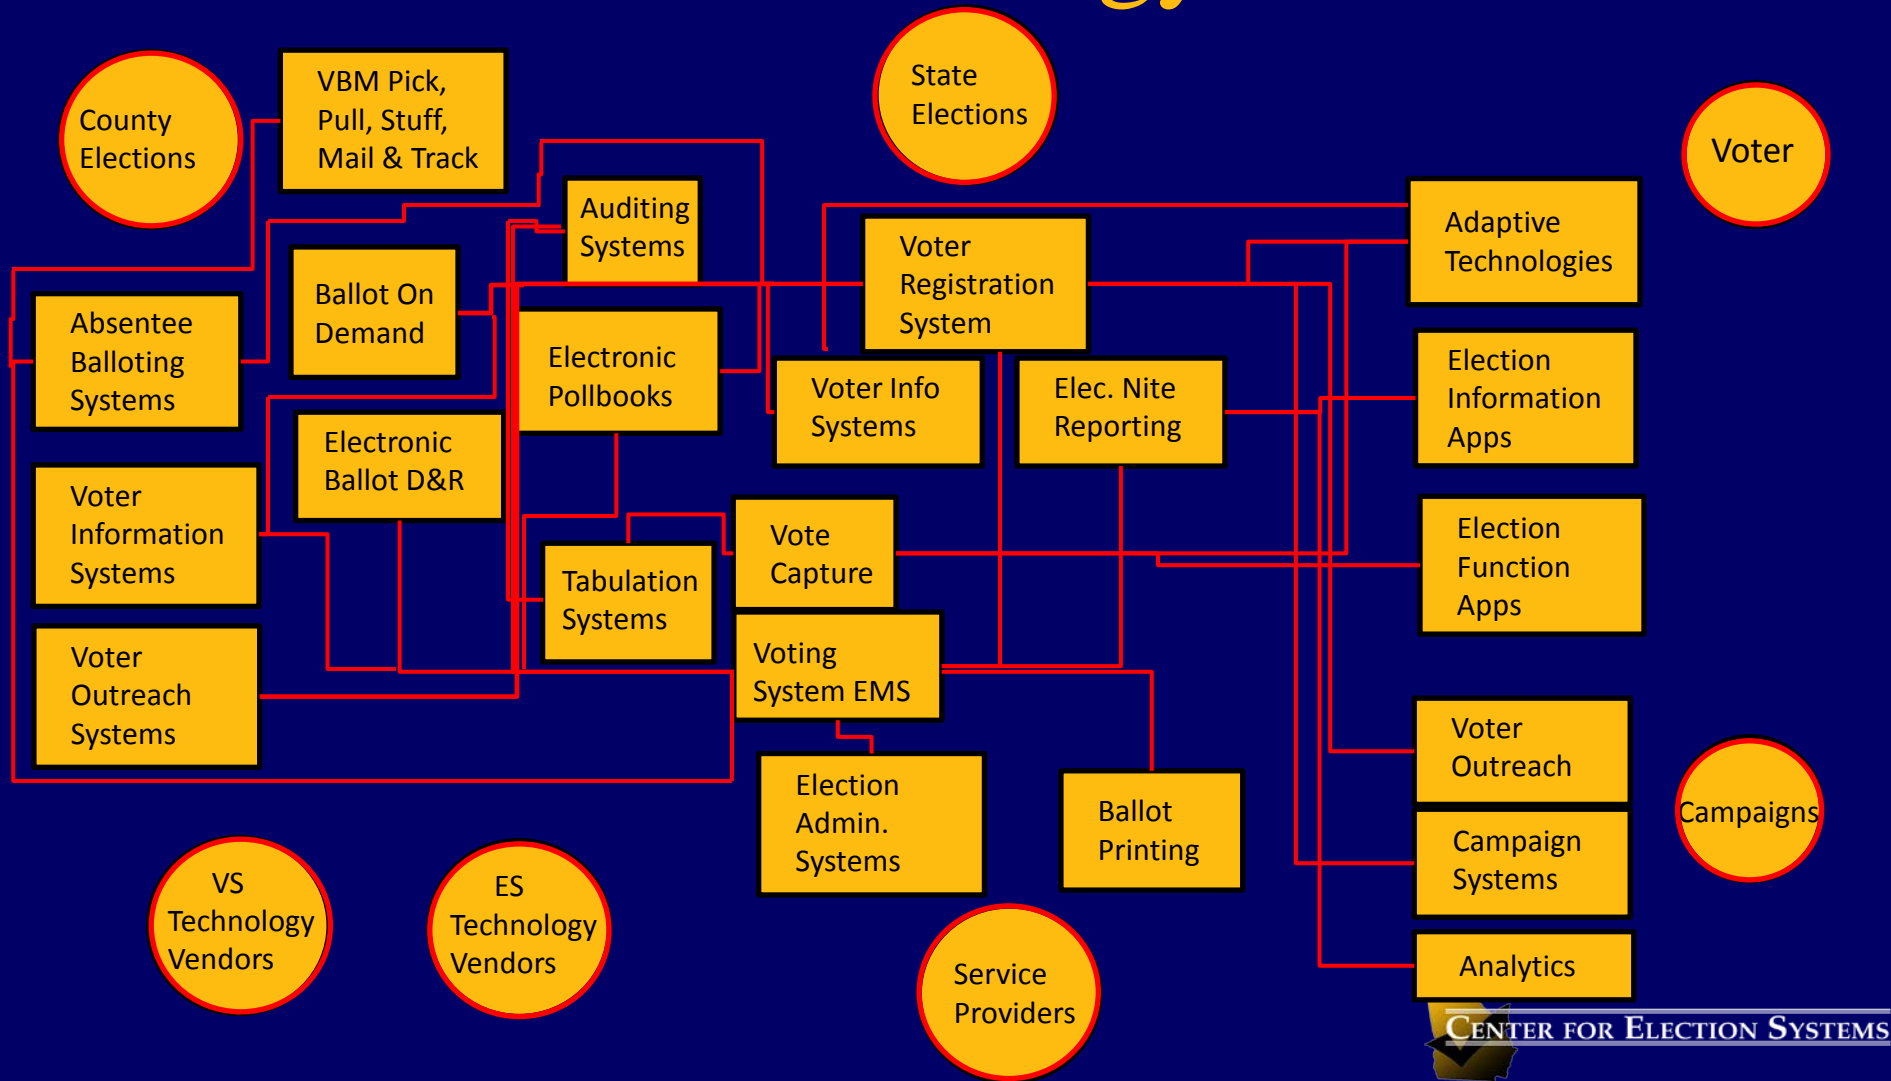 County
Elections
VBM Pick,
Pull, Stuff,
Mail & Track
State
Elections
Voter
Auditing
Systems
Adaptive
Technologies
Voter
Registration
System
Ballot On
Demand
Absentee
Balloting
Systems
Electronic
Pollbooks
Voter Info
Systems
Elec. Nite
Reporting
Election
Information
Apps
Electronic
Ballot D&R
Voter
Information
Systems
Vote
Capture
Election
Function
Apps
Tabulation
Systems
Voter
Outreach
Systems
Voting
System EMS
Voter
Outreach
Campaigns
Election
Admin.
Systems
Ballot
Printing
Campaign
Systems
VS
Technology
Vendors
ES
Technology
Vendors
Service
Providers
Analytics
CENTER FOR ELECTION SYSTEMS